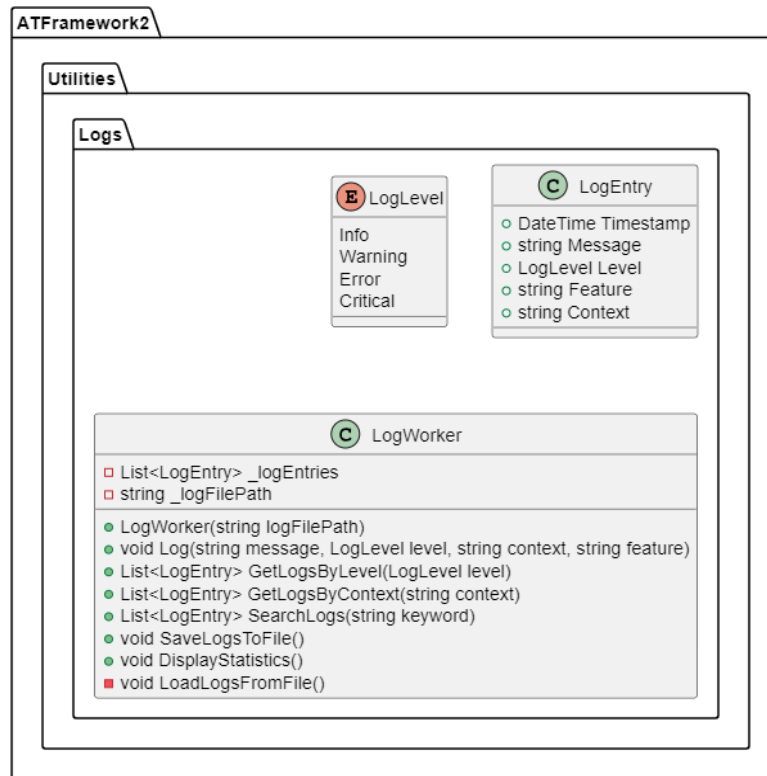 ATFramework2
Utilities
Logs
E LogLevel
Info
Warning
Error
Critical
C LogEntry
DateTime Timestamp
string Message
LogLevel Level
string Feature
string Context
C LogWorker
List<LogEntry> _logEntries
string _logFilePath
LogWorker(string logFilePath)
void Log(string message, LogLevel level, string context, string feature)
List<LogEntry> GetLogsByLevel(LogLevel level)
List<LogEntry> GetLogsByContext(string context)
List<LogEntry> SearchLogs(string keyword)
void SaveLogsToFile()
void DisplayStatistics()
void LoadLogsFromFile()